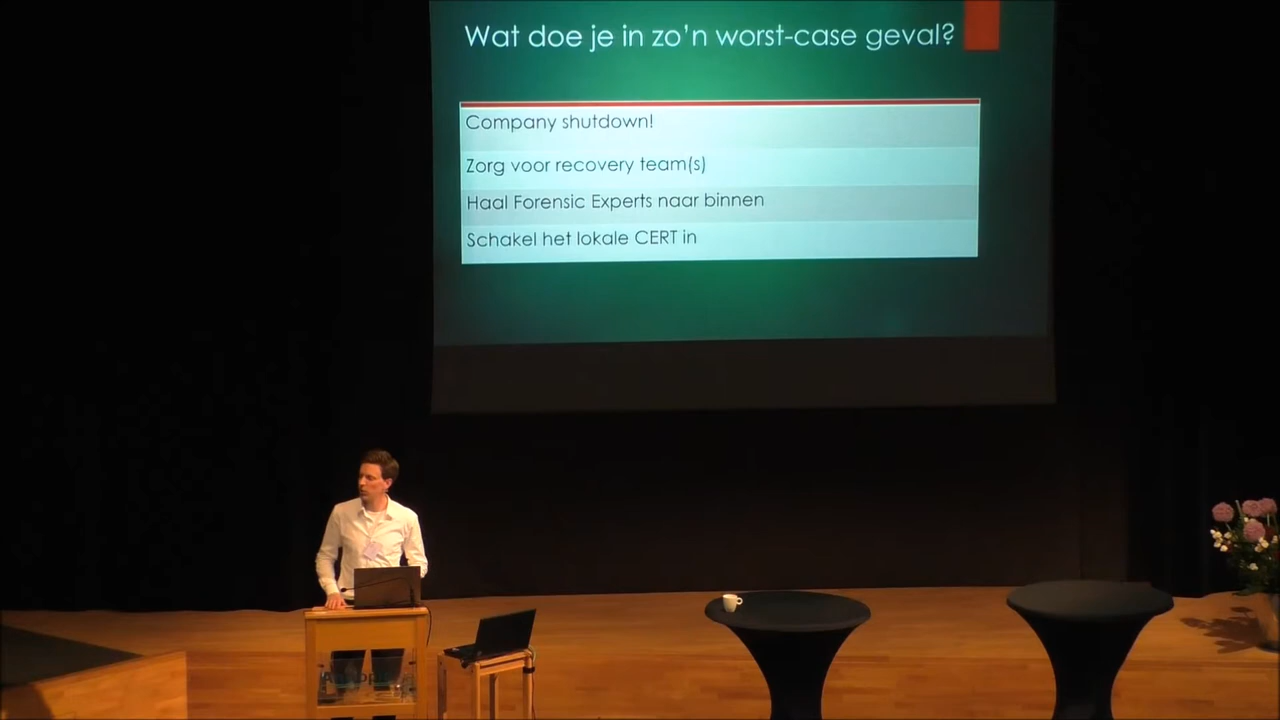 Wat doe je in zo'n worst-case geval?
Company shutdown!
Zorg voor recovery team(s)
Haal Forensic Experts naar binnen
Schakel het lokale CERT in